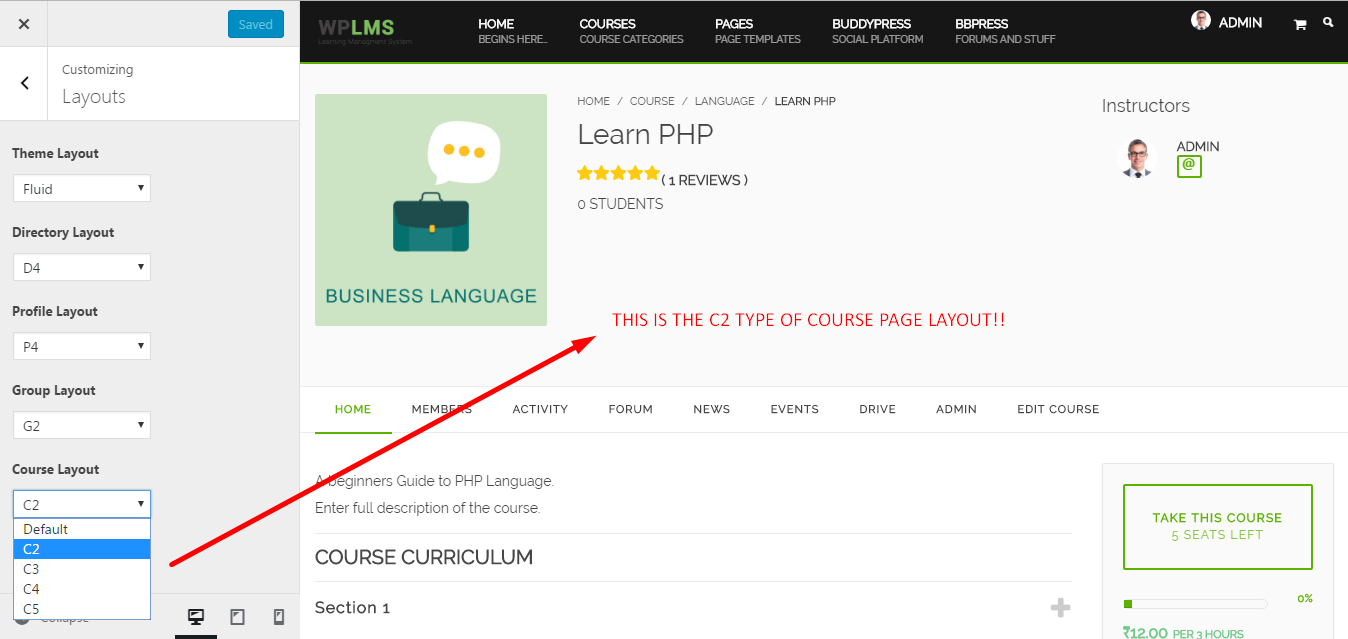 Saved
Customizing
Layouts
Theme Layout
Fluid
Directory Layout
D4
Profile Layout
P4
Group Layout
G2
Course Layout
C2
Default
C2
C3
C4
C5
Collapse
WPLMS
Learning Managment System
HOME
BEGINS HERE..
COURSES
COURSE CATEGORIES
PAGES
PAGE TEMPLATES
BUDDYPRESS
SOCIAL PLATFORM
BBPRESS
FORUMS AND STUFF
ADMIN
BUSINESS LANGUAGE
HOME / COURSE / LANGUAGE / LEARN PHP
Learn PHP
( 1 REVIEWS )
0 STUDENTS
Instructors
ADMIN
@
THIS IS THE C2 TYPE OF COURSE PAGE LAYOUT!!
HOME MEMBERS ACTIVITY FORUM NEWS EVENTS DRIVE ADMIN EDIT COURSE
A beginners Guide to PHP Language.
Enter full description of the course.
COURSE CURRICULUM
Section 1
TAKE THIS COURSE
5 SEATS LEFT
0%
₹12.00 PER 3 HOURS